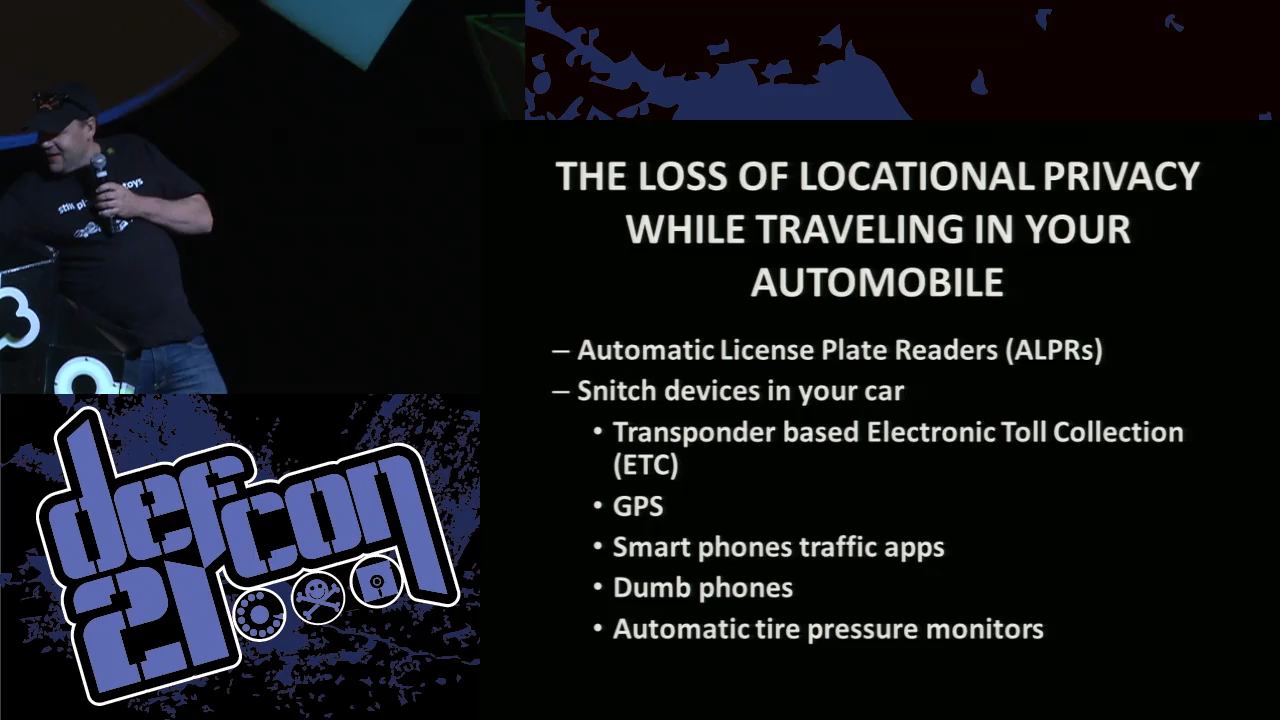 THE LOSS OF LOCATIONAL PRIVACY
WHILE TRAVELING IN YOUR
AUTOMOBILE
– Automatic License Plate Readers (ALPRs)
– Snitch devices in your car
• Transponder based Electronic Toll Collection
(ETC)
• GPS
• Smart phones traffic apps
• Dumb phones
• Automatic tire pressure monitors
toys
defcon
21